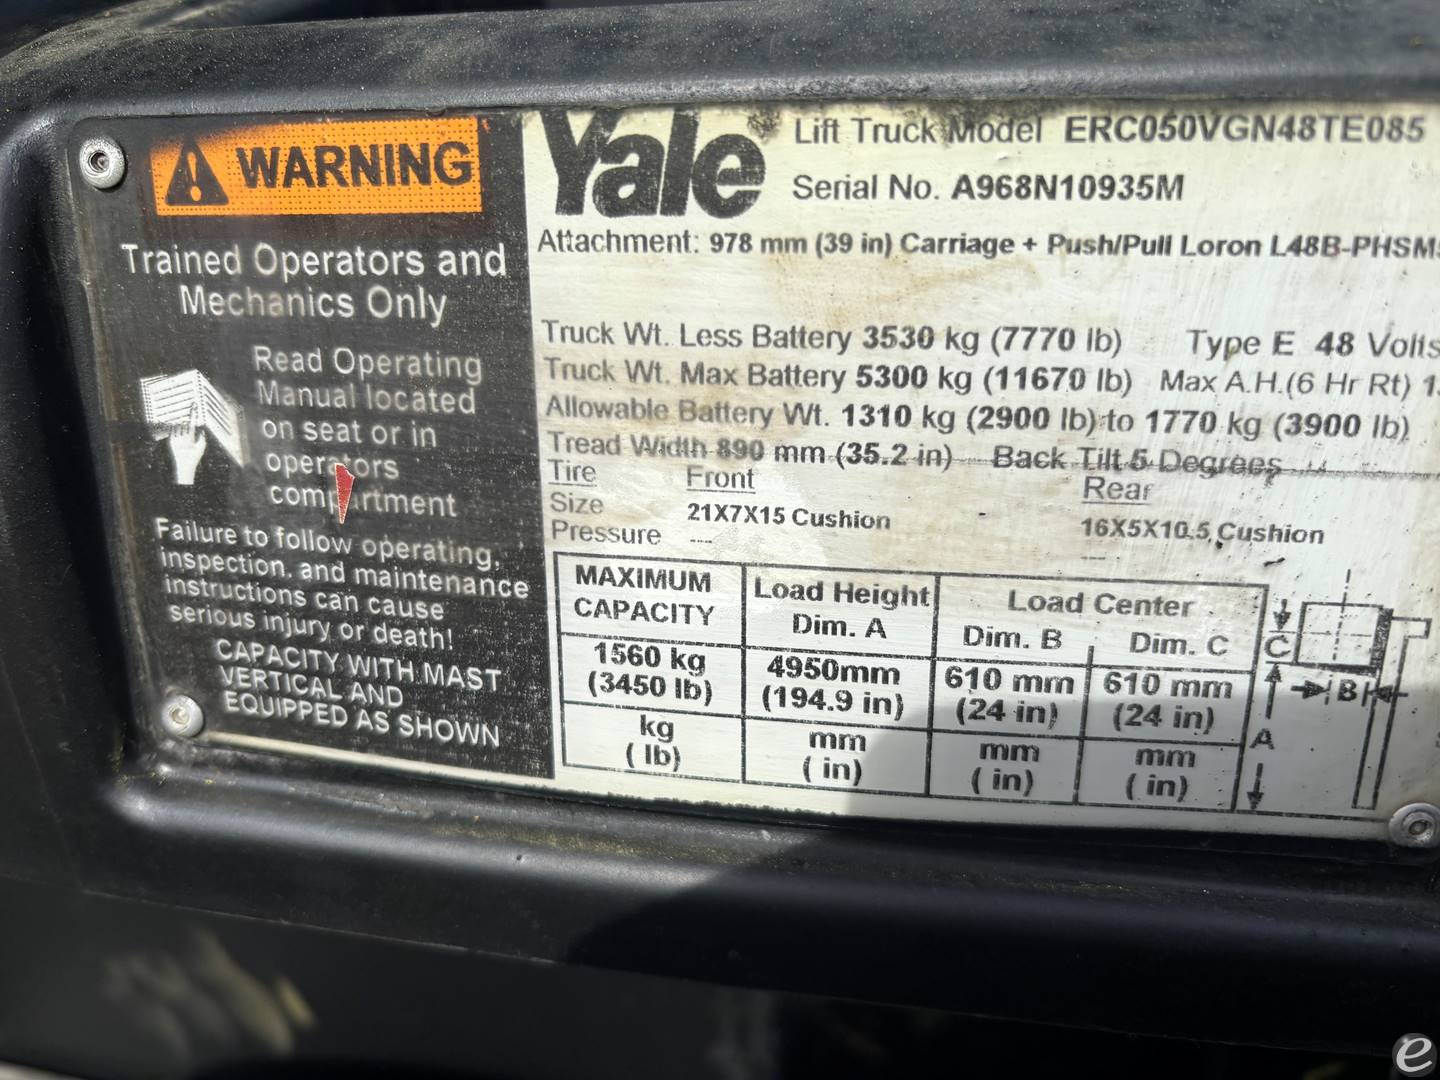 WARNING
Trained Operators and
Mechanics Only
Read Operating
Manual located
on seat or in
operators
compartment
Failure to follow operating,
inspection, and maintenance
instructions can cause
serious injury or death!
CAPACITY WITH MAST
VERTICAL AND
EQUIPPED AS SHOWN
Yale
Lift Truck Model ERC050VGN48TE085
Serial No. A968N10935M
Attachment: 978 mm (39 in) Carriage + Push/Pull Loron L48B-PHSM
Truck Wt. Less Battery 3530 kg (7770 lb) Type E 48 Volts
Truck Wt. Max Battery 5300 kg (11670 lb) Max A.H.(6 Hr Rt) 1
Allowable Battery Wt. 1310 kg (2900 lb) to 1770 kg (3900 lb)
Tread Width 890 mm (35.2 in) Back Tilt 5 Degrees
Tire Front Rear
Size 21X7X15 Cushion 16X5X10.5 Cushion
Pressure --- ---
MAXIMUM CAPACITY Load Height Dim. A Load Center Dim. B Dim. C
1560 kg 4950mm 610 mm 610 mm
(3450 lb) (194.9 in) (24 in) (24 in)
kg mm mm mm
( lb) ( in) ( in) ( in)
C
B
A
e